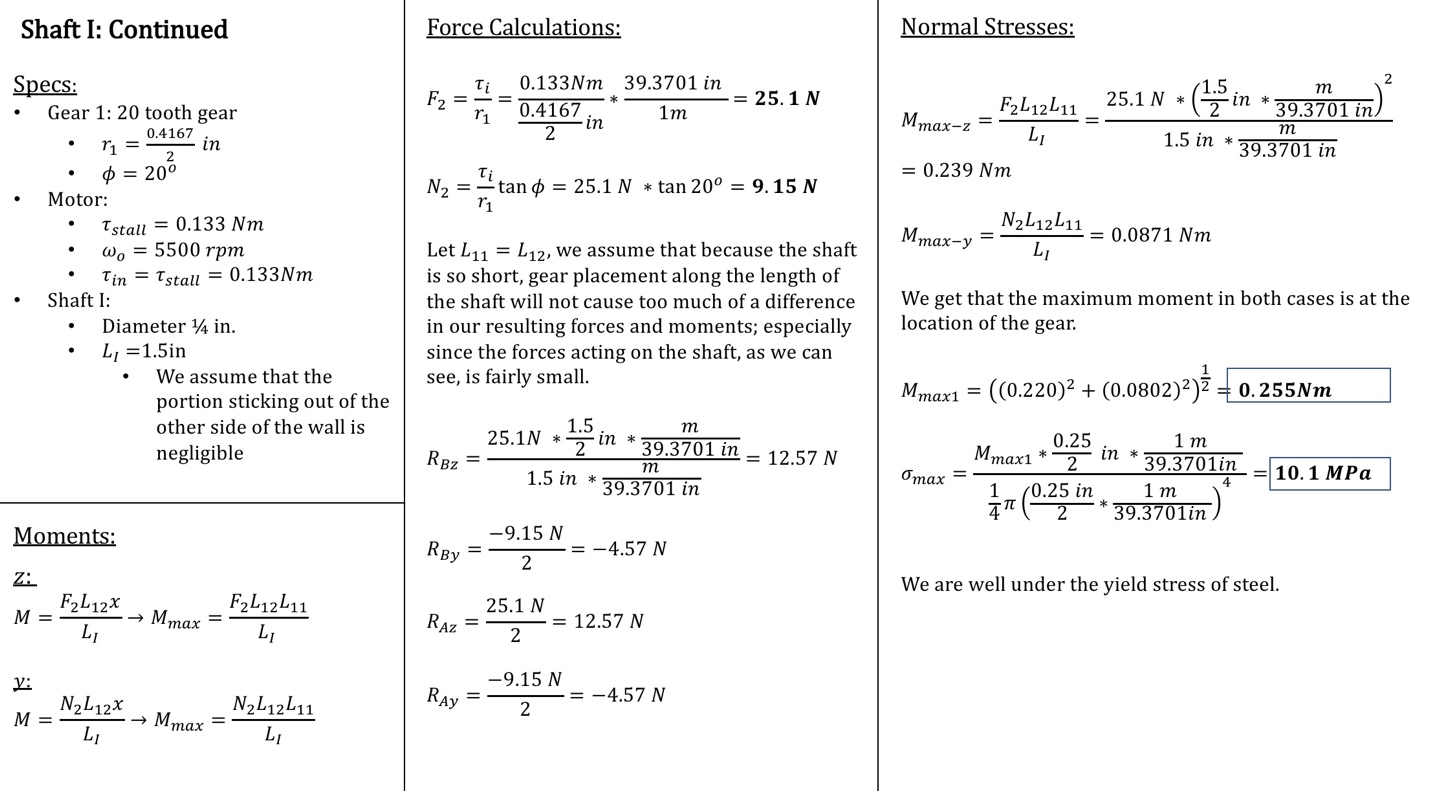 Shaft I: Continued
Specs:
• Gear 1: 20 tooth gear
• r₁ = 0.4167/2 in
• ϕ = 20°
• Motor:
• τ_stall = 0.133 Nm
• ω_o = 5500 rpm
• τ_in = τ_stall = 0.133Nm
• Shaft I:
• Diameter ¼ in.
• L_I =1.5in
• We assume that the
portion sticking out of the
other side of the wall is
negligible
Moments:
z:
M = F₂L₁₂x/L_I → M_max = F₂L₁₂L₁₁/L_I
y:
M = N₂L₁₂x/L_I → M_max = N₂L₁₂L₁₁/L_I
Force Calculations:
F₂ = τ_i/r₁ = 0.133Nm/(0.4167/2 in) * 39.3701 in/1m = 25.1 N
N₂ = τ_i/r₁ tan ϕ = 25.1 N * tan 20° = 9.15 N
Let L₁₁ = L₁₂, we assume that because the shaft
is so short, gear placement along the length of
the shaft will not cause too much of a difference
in our resulting forces and moments; especially
since the forces acting on the shaft, as we can
see, is fairly small.
R_Bz = (25.1N * 1.5/2 in * m/39.3701 in)/(1.5 in * m/39.3701 in) = 12.57 N
R_By = −9.15 N/2 = −4.57 N
R_Az = 25.1 N/2 = 12.57 N
R_Ay = −9.15 N/2 = −4.57 N
Normal Stresses:
M_max−z = F₂L₁₂L₁₁/L_I = (25.1 N * (1.5/2 in * m/39.3701 in)²)/(1.5 in * m/39.3701 in)
= 0.239 Nm
M_max−y = N₂L₁₂L₁₁/L_I = 0.0871 Nm
We get that the maximum moment in both cases is at the
location of the gear.
M_max1 = ((0.220)² + (0.0802)²)^(1/2) = 0.255Nm
σ_max = (M_max1 * 0.25/2 in * 1 m/39.3701in)/(1/4 π (0.25 in/2 * 1 m/39.3701in)⁴) = 10.1 MPa
We are well under the yield stress of steel.